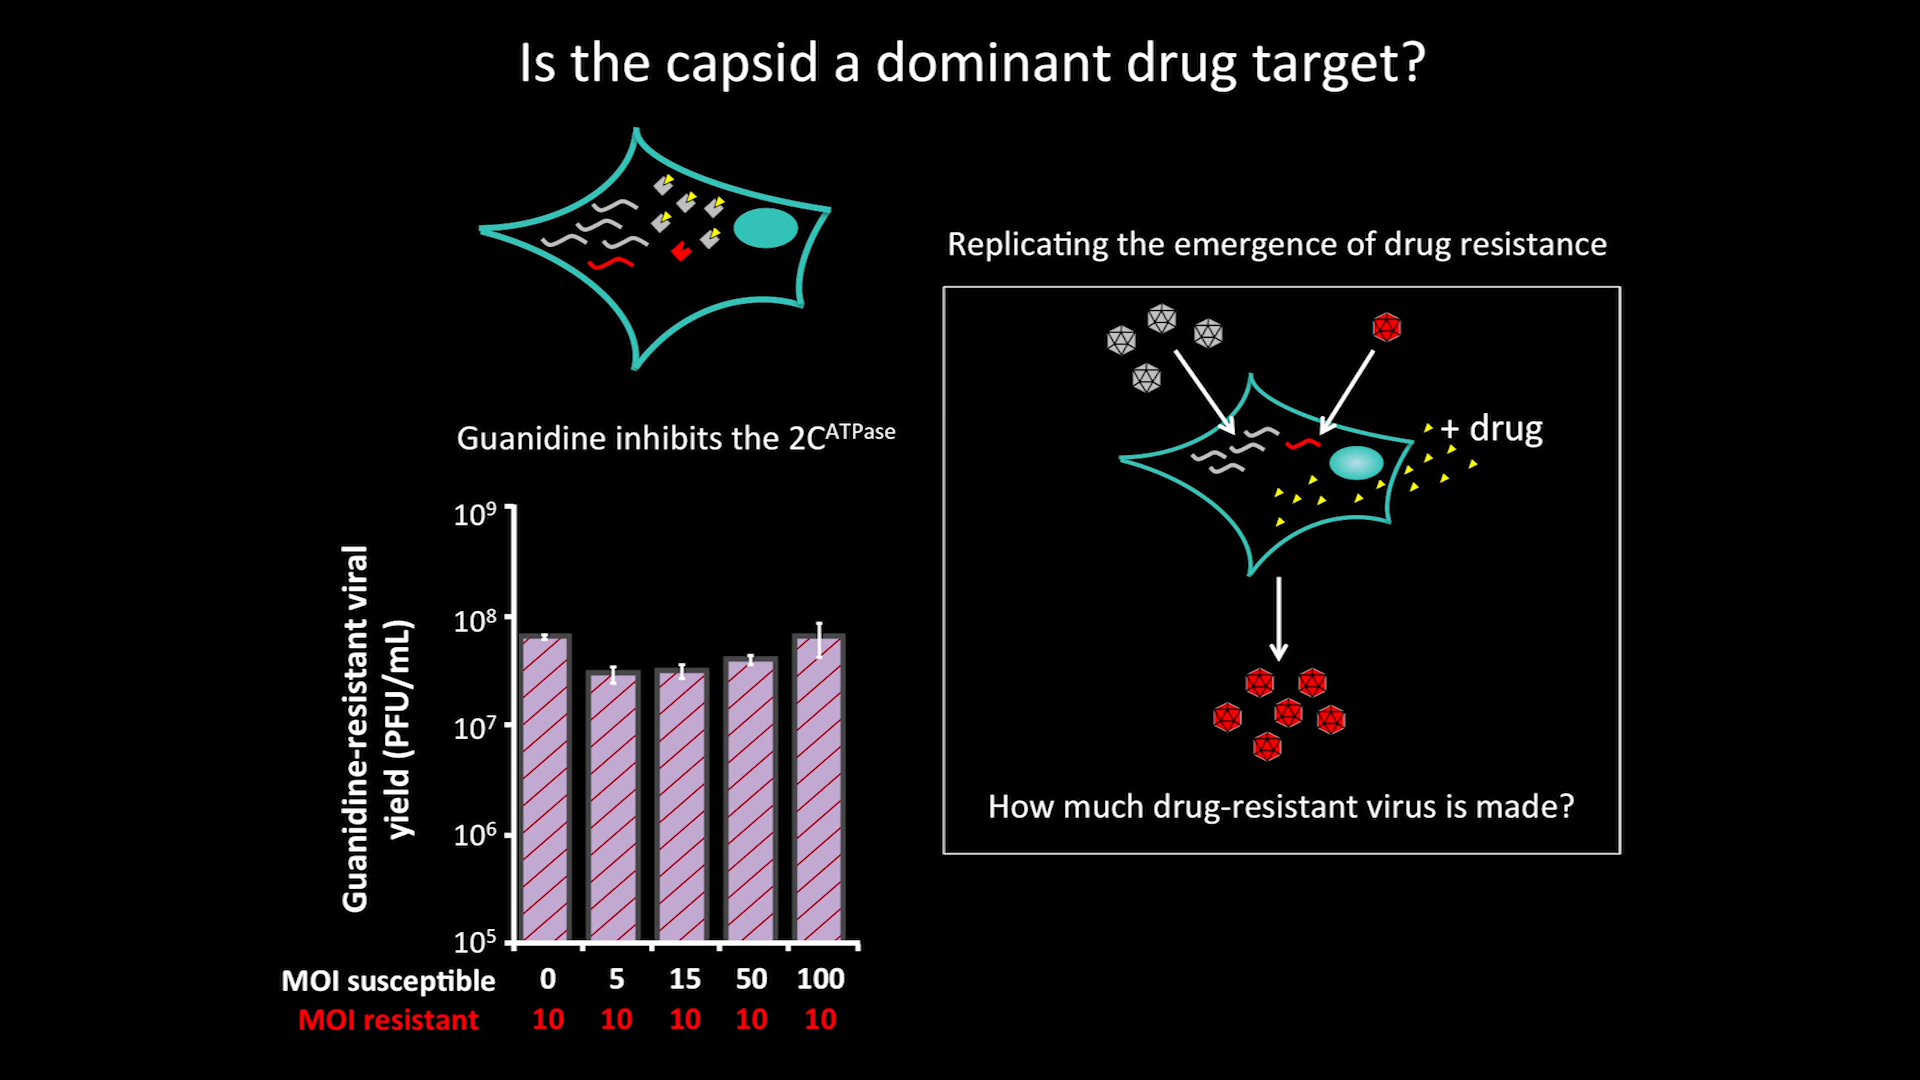 Is the capsid a dominant drug target?
Guanidine inhibits the 2CATPase
Guanidine-resistant viral
yield (PFU/mL)
10⁹
10⁸
10⁷
10⁶
10⁵
MOI susceptible 0 5 15 50 100
MOI resistant 10 10 10 10 10
Replicating the emergence of drug resistance
+ drug
How much drug-resistant virus is made?